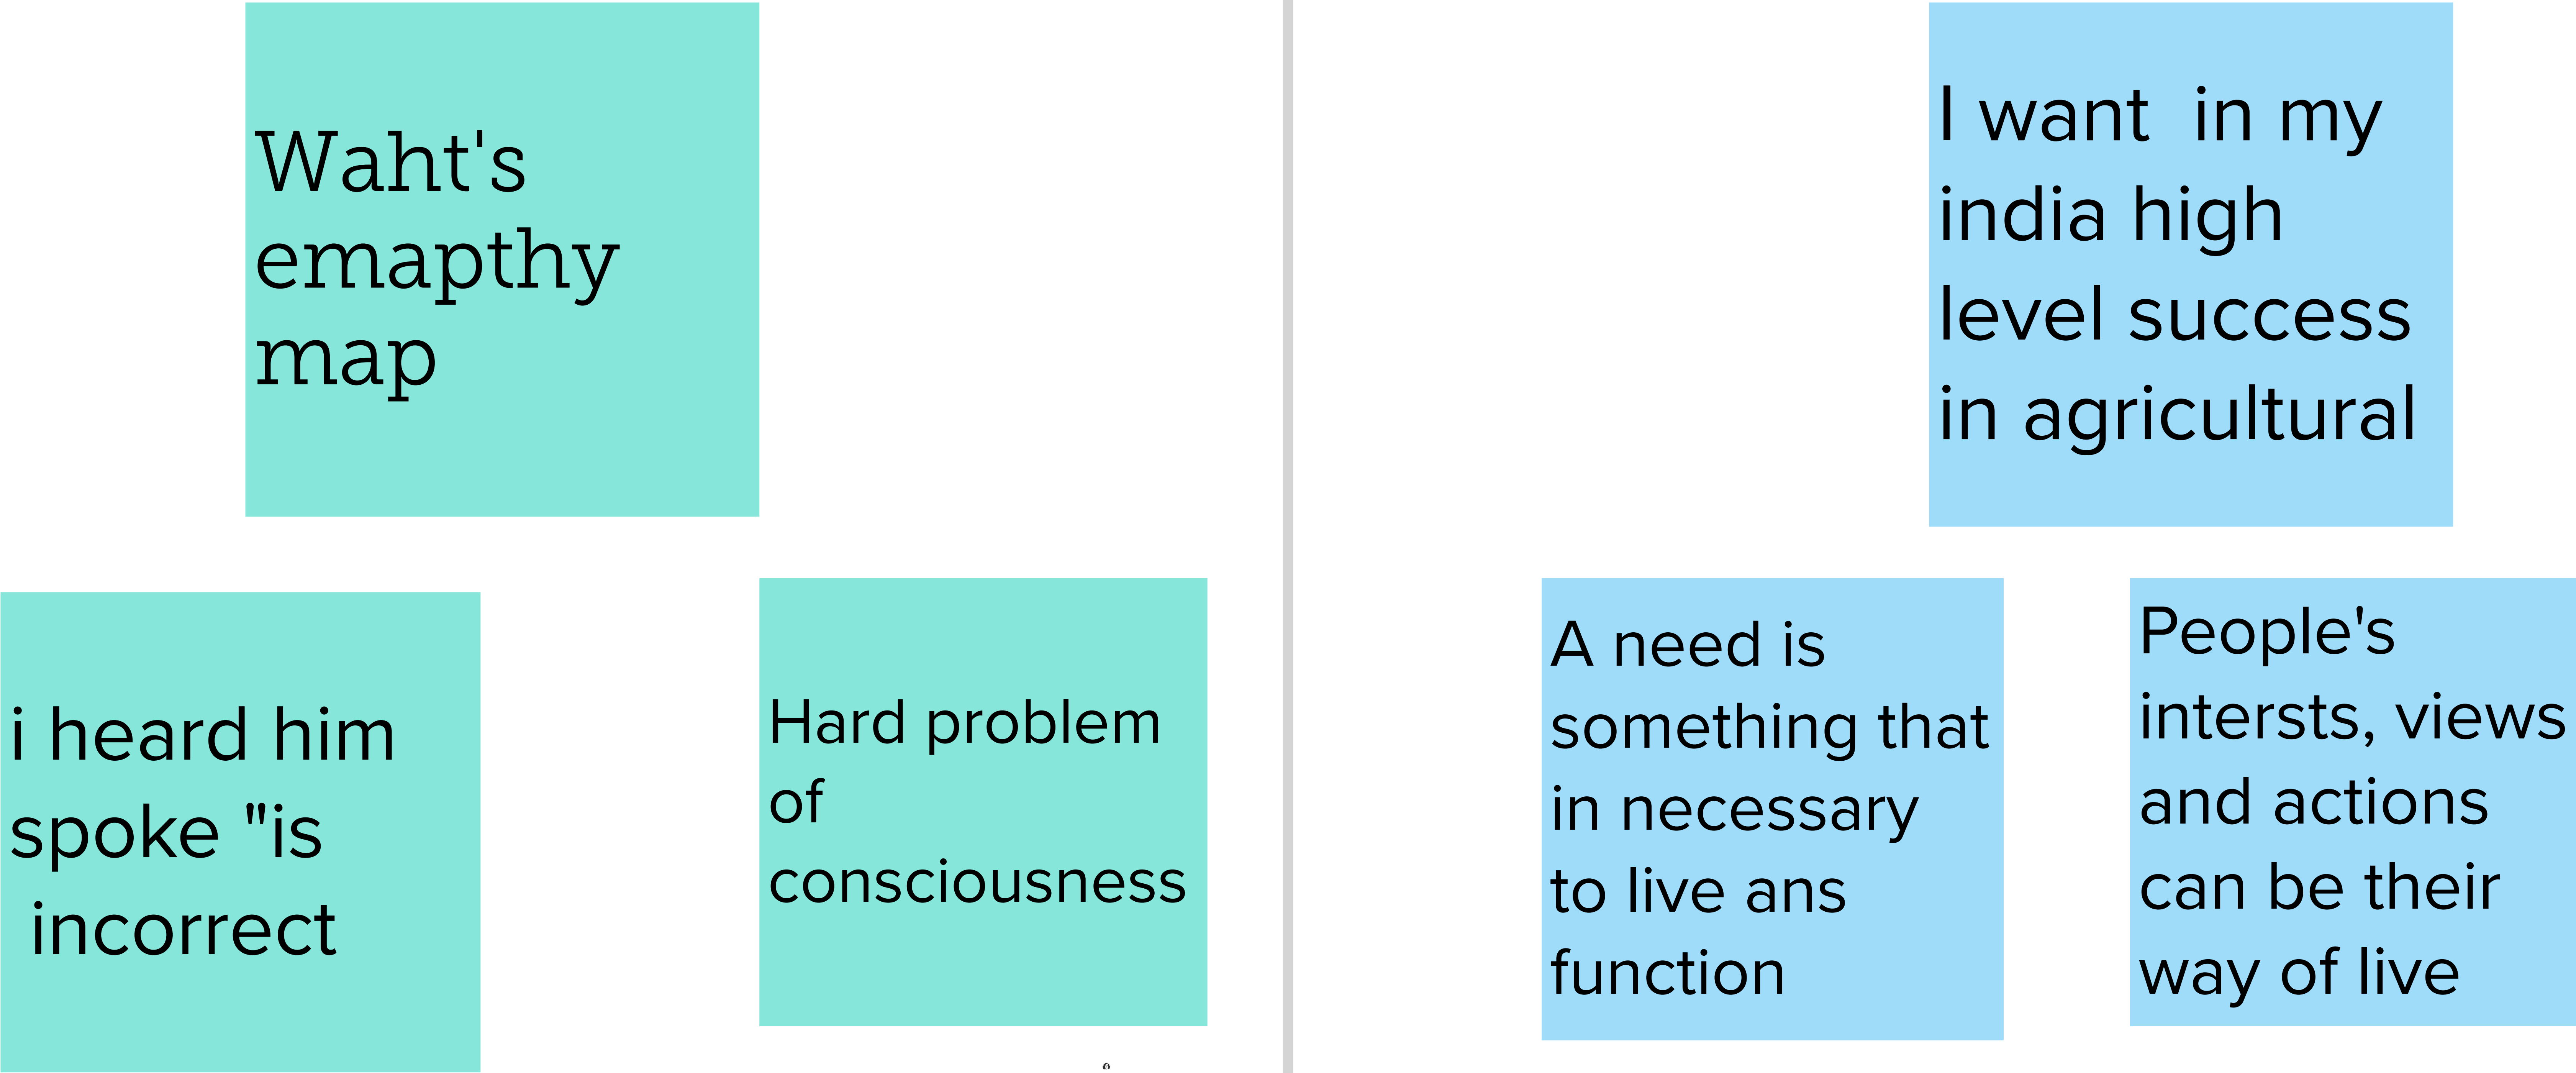 Waht's
emapthy
map
I want  in my
india high
level success
in agricultural
i heard him
spoke "is
incorrect
Hard problem
of
consciousness
A need is
something that
in necessary
to live ans
function
People's
intersts, views
and actions
can be their
way of live